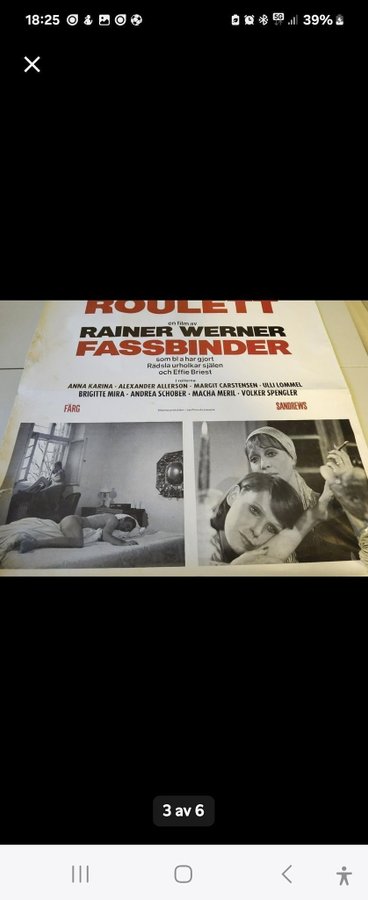 18:25
5G
39%
ROULETT
en film av
RAINER WERNER
FASSBINDER
som bl a har gjort
Rädsla urholkar själen
och Effie Briest
I rollerna
ANNA KARINA · ALEXANDER ALLERSON · MARGIT CARSTENSEN · ULLI LOMMEL
BRIGITTE MIRA · ANDREA SCHOBER · MACHA MERIL · VOLKER SPENGLER
FÄRG
SANDREWS
3 av 6